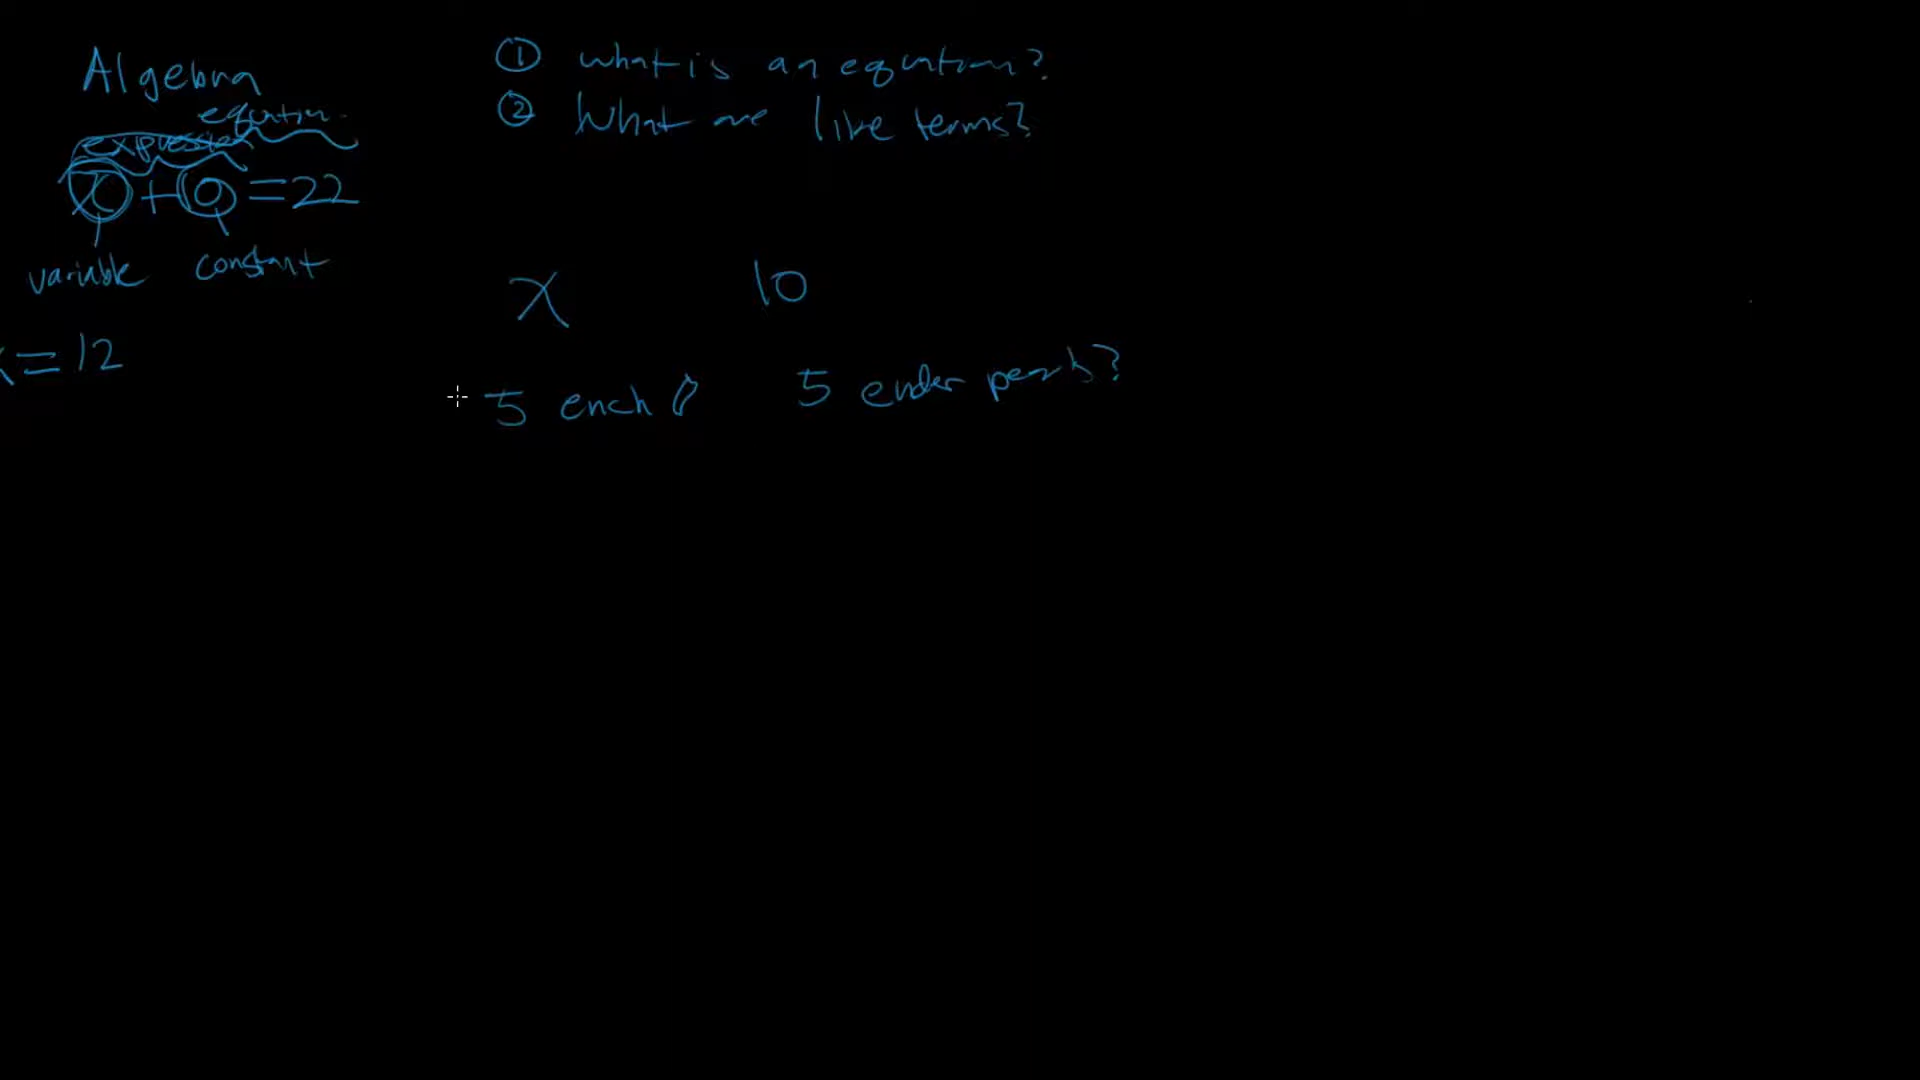 Algebra
equation
expression
x + 10 = 22
variable constant
x = 12
① what is an equation?
② What are like terms?
x 10
5 ench 5 ender pearls?